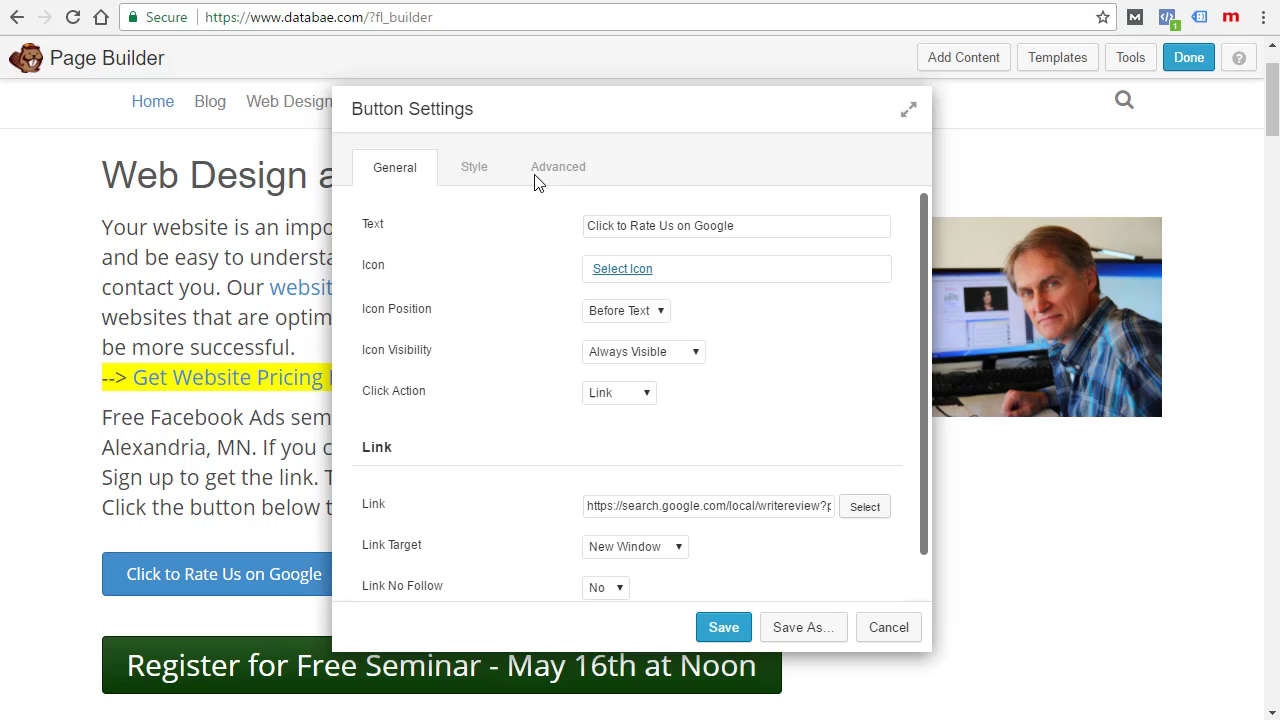 Secure https://www.databae.com/?fl_builder
M
1
m
Page Builder
Add Content
Templates
Tools
Done
?
Home
Blog
Web Design
Button Settings
General
Style
Advanced
Web Design a
Your website is an impo
and be easy to understa
contact you. Our websit
websites that are optim
be more successful.
--> Get Website Pricing
Free Facebook Ads sem
Alexandria, MN. If you c
Sign up to get the link. T
Click the button below t
Text
Click to Rate Us on Google
Icon
Select Icon
Icon Position
Before Text
Icon Visibility
Always Visible
Click Action
Link
Link
Link
https://search.google.com/local/writereview?p
Select
Link Target
New Window
Link No Follow
No
Save
Save As...
Cancel
Click to Rate Us on Google
Register for Free Seminar - May 16th at Noon